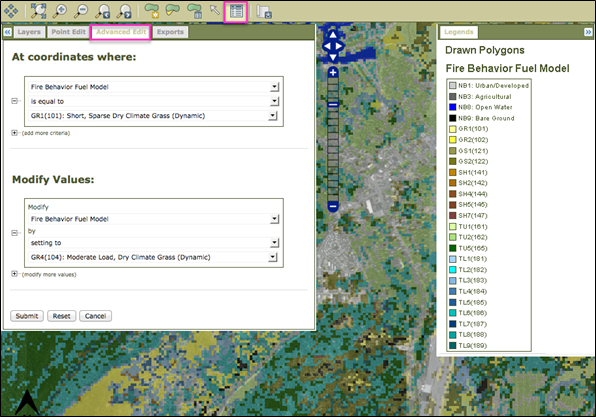 Layers Point Edit Advanced Edit Exports
At coordinates where:
Fire Behavior Fuel Model
is equal to
GR1(101): Short, Sparse Dry Climate Grass (Dynamic)
(add more criteria)
Modify Values:
Modify
Fire Behavior Fuel Model
by
setting to
GR4(104): Moderate Load, Dry Climate Grass (Dynamic)
(modify more values)
Submit Reset Cancel
Legends
Drawn Polygons
Fire Behavior Fuel Model
NB1: Urban/Developed
NB3: Agricultural
NB8: Open Water
NB9: Bare Ground
GR1(101)
GR2(102)
GS1(121)
GS2(122)
SH1(141)
SH2(142)
SH4(144)
SH5(145)
SH7(147)
TU1(161)
TU2(162)
TU5(165)
TL1(181)
TL2(182)
TL3(183)
TL4(184)
TL5(185)
TL6(186)
TL7(187)
TL8(188)
TL9(189)